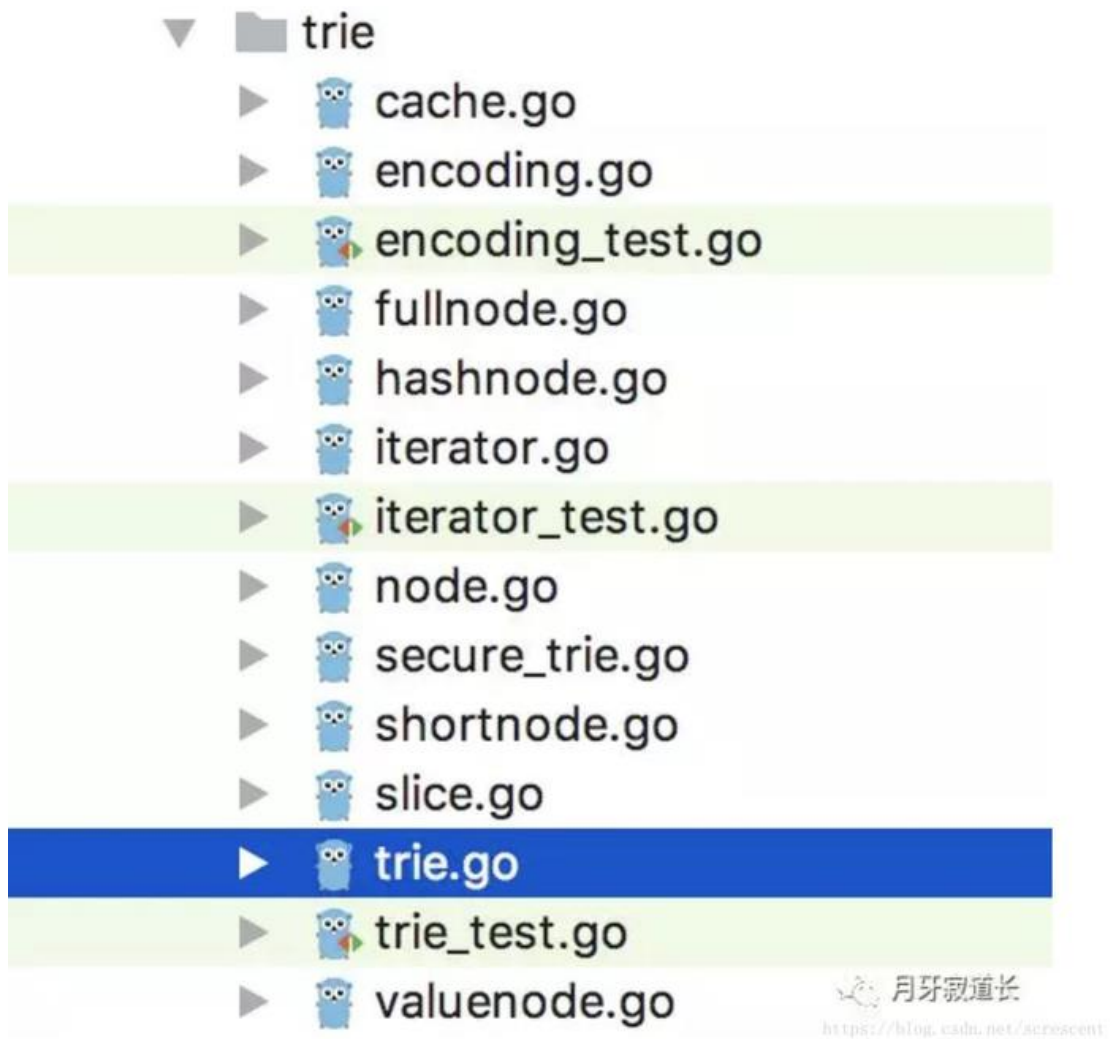 trie
cache.go
encoding.go
encoding_test.go
fullnode.go
hashnode.go
iterator.go
iterator_test.go
node.go
secure_trie.go
shortnode.go
slice.go
trie.go
trie_test.go
valuenode.go
月牙寂道长
https://blog.csdn.net/screscent